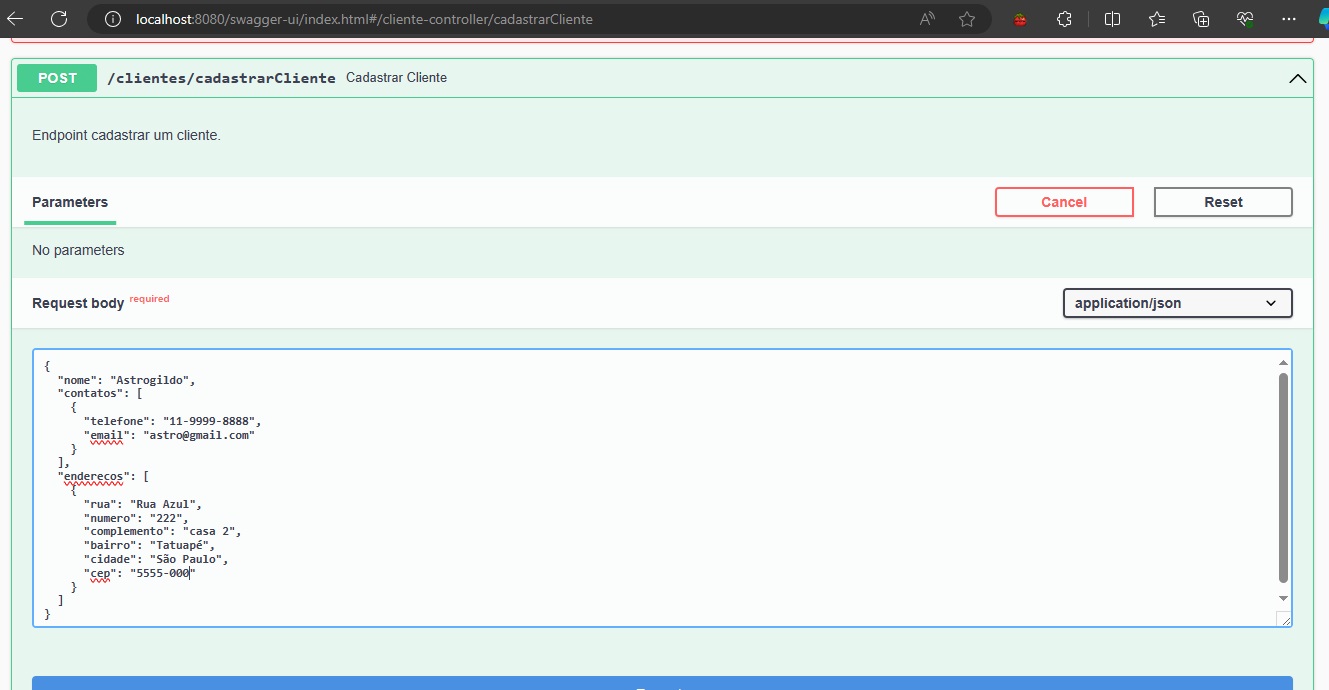 localhost:8080/swagger-ui/index.html#/cliente-controller/cadastrarCliente
POST /clientes/cadastrarCliente Cadastrar Cliente
Endpoint cadastrar um cliente.
Parameters
Cancel
Reset
No parameters
Request body required
application/json
{
  "nome": "Astrogildo",
  "contatos": [
    {
      "telefone": "11-9999-8888",
      "email": "astro@gmail.com"
    }
  ],
  "enderecos": [
    {
      "rua": "Rua Azul",
      "numero": "222",
      "complemento": "casa 2",
      "bairro": "Tatuapé",
      "cidade": "São Paulo",
      "cep": "5555-000"
    }
  ]
}